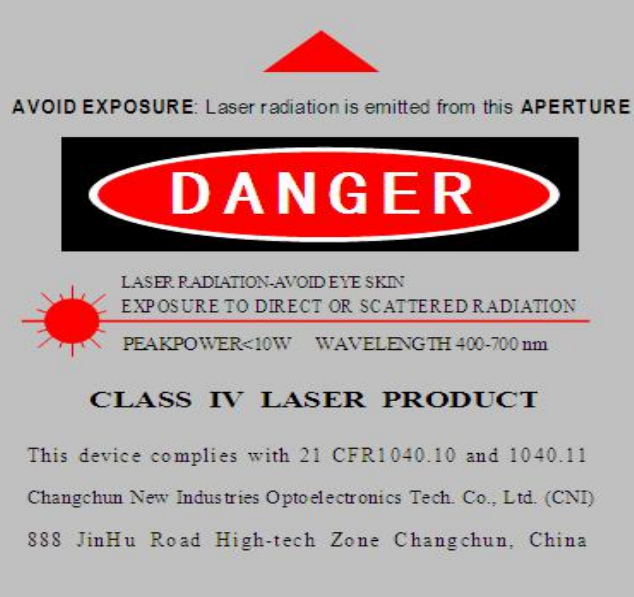 AVOID EXPOSURE: Laser radiation is emitted from this APERTURE
DANGER
LASER RADIATION-AVOID EYE SKIN
EXPOSURE TO DIRECT OR SCATTERED RADIATION
PEAKPOWER<10W WAVELENGTH 400-700 nm
CLASS IV LASER PRODUCT
This device complies with 21 CFR1040.10 and 1040.11
Changchun New Industries Optoelectronics Tech. Co., Ltd. (CNI)
888 JinHu Road High-tech Zone Changchun, China